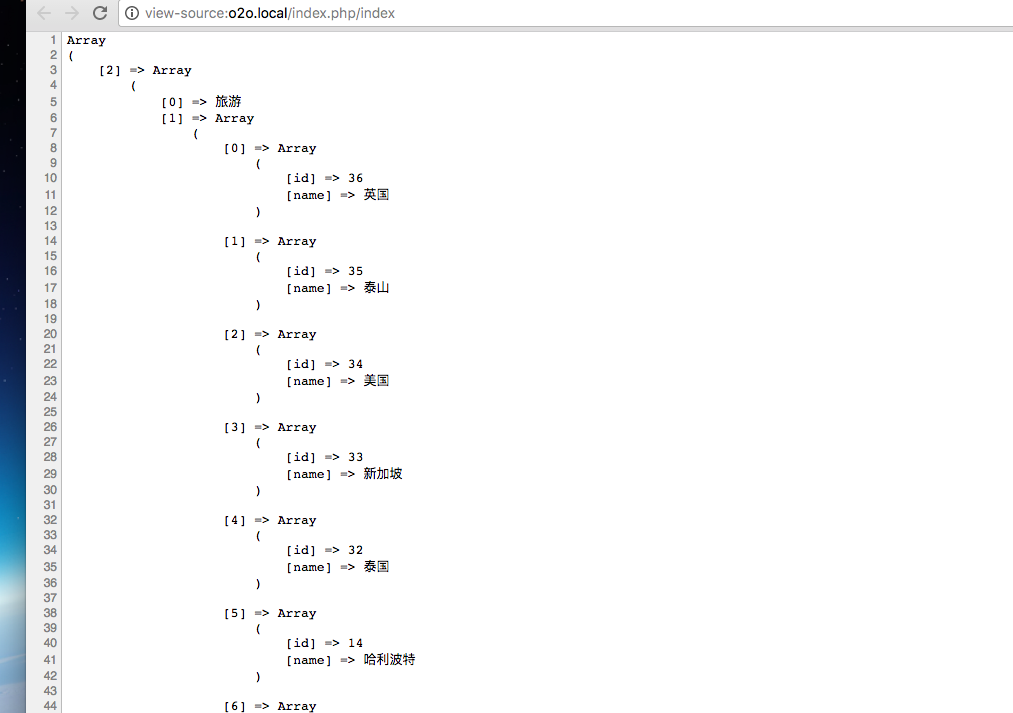 view-source:o2o.local/index.php/index
1 Array
2 (
3     [2] => Array
4         (
5             [0] => 旅游
6             [1] => Array
7                 (
8                     [0] => Array
9                         (
10                             [id] => 36
11                             [name] => 英国
12                         )
13
14                     [1] => Array
15                         (
16                             [id] => 35
17                             [name] => 泰山
18                         )
19
20                     [2] => Array
21                         (
22                             [id] => 34
23                             [name] => 美国
24                         )
25
26                     [3] => Array
27                         (
28                             [id] => 33
29                             [name] => 新加坡
30                         )
31
32                     [4] => Array
33                         (
34                             [id] => 32
35                             [name] => 泰国
36                         )
37
38                     [5] => Array
39                         (
40                             [id] => 14
41                             [name] => 哈利波特
42                         )
43
44                     [6] => Array